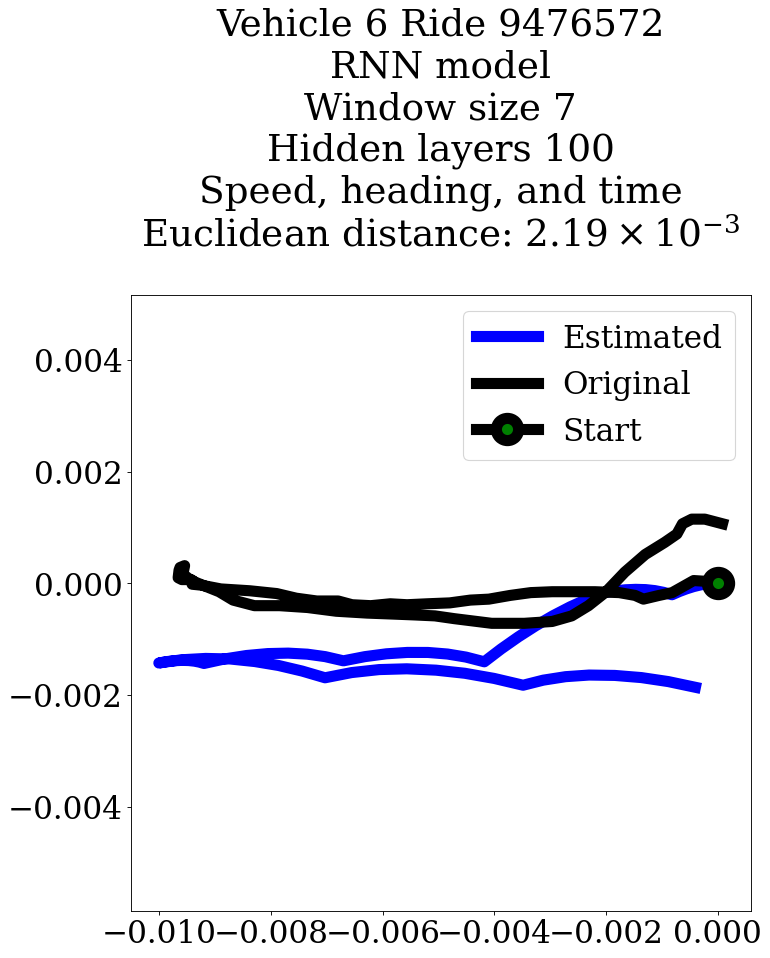 Vehicle 6 Ride 9476572
RNN model
Window size 7
Hidden layers 100
Speed, heading, and time
Euclidean distance: 2.19 × 10⁻³
Estimated
Original
Start
0.004
0.002
0.000
−0.002
−0.004
−0.010 −0.008 −0.006 −0.004 −0.002 0.000